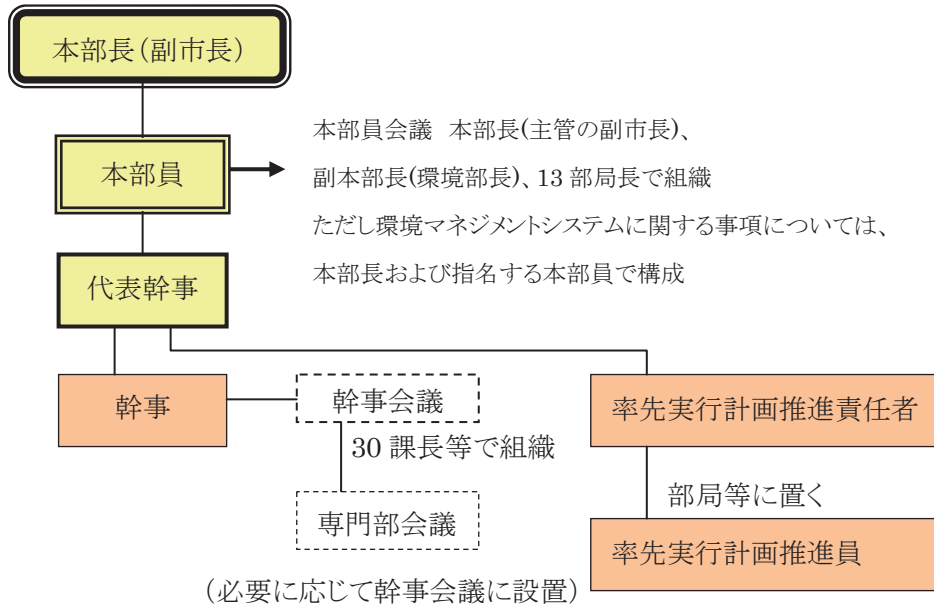 本部長(副市長)
本部員会議 本部長(主管の副市長)、
本部員
副本部長(環境部長)、13 部局長で組織
ただし環境マネジメントシステムに関する事項については、
代表幹事
本部長および指名する本部員で構成
幹事
幹事会議
率先実行計画推進責任者
30 課長等で組織
部局等に置く
専門部会議
率先実行計画推進員
(必要に応じて幹事会議に設置)